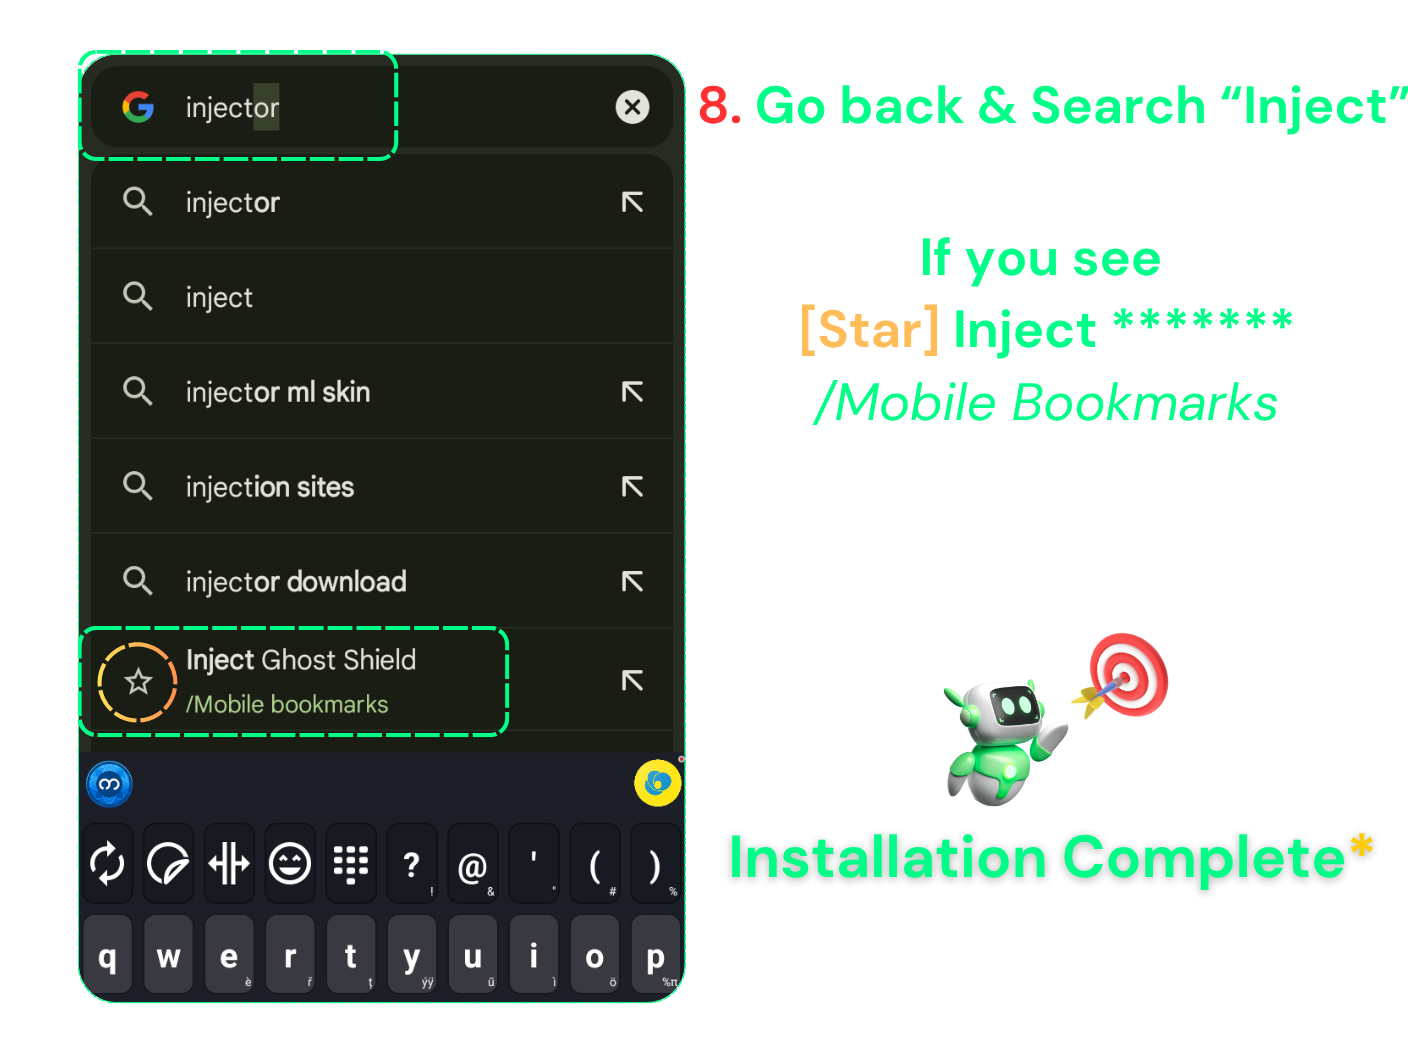 injector
8. Go back & Search “Inject”
injector
inject
injector ml skin
injection sites
injector download
Inject Ghost Shield
/Mobile bookmarks
If you see
[Star] Inject *******
/Mobile Bookmarks
Installation Complete*
? ! @ & ' " ( # ) %
q w e è r ř t ţ y ýÿ u ū i ì o ö p %π